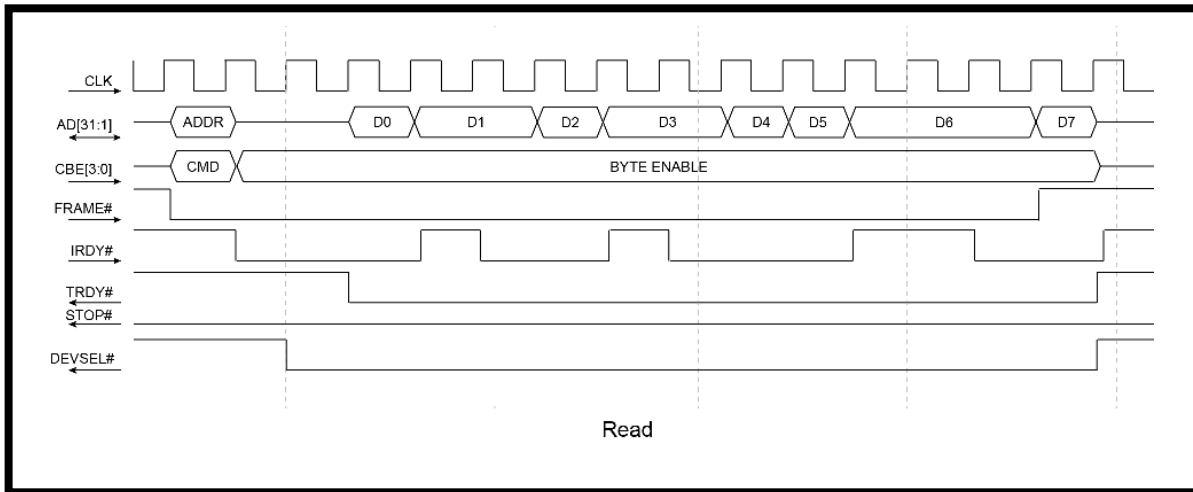 CLK
AD[31:1] ADDR D0 D1 D2 D3 D4 D5 D6 D7
CBE[3:0] CMD BYTE ENABLE
FRAME#
IRDY#
TRDY#
STOP#
DEVSEL#
Read